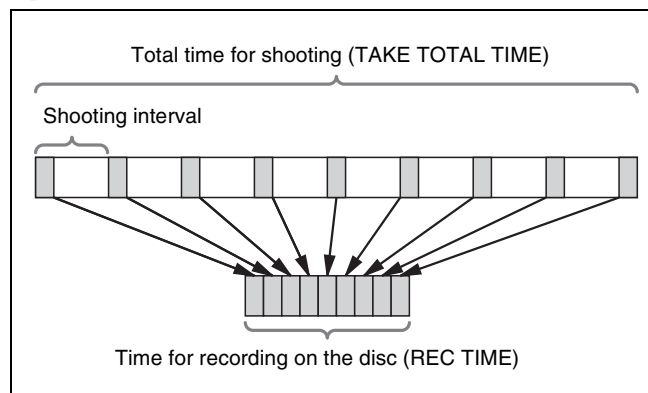 Total time for shooting (TAKE TOTAL TIME)
Shooting interval
Time for recording on the disc (REC TIME)